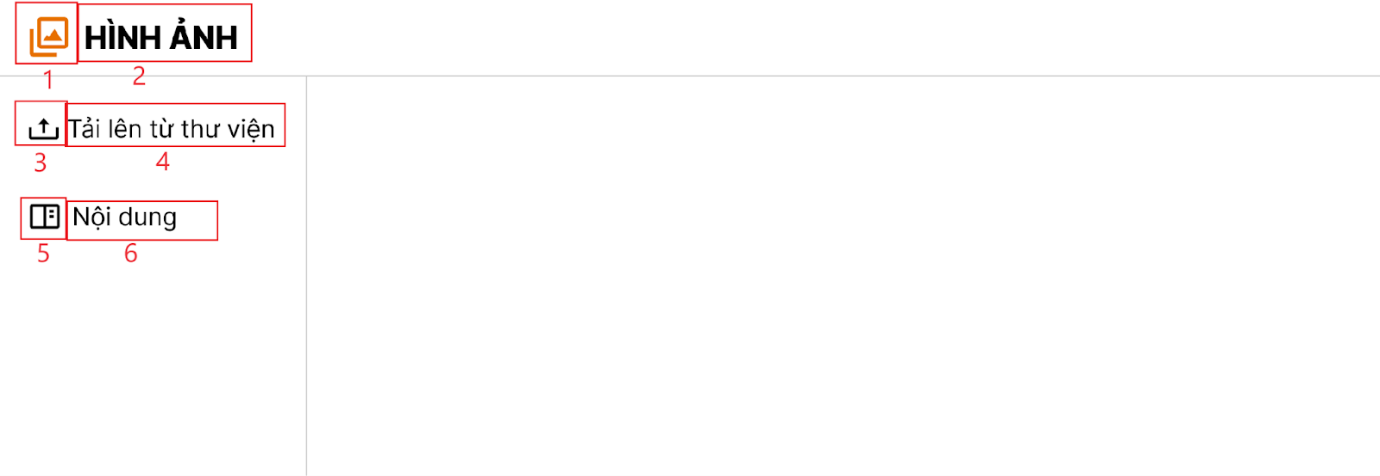 HÌNH ẢNH
1
2
Tải lên từ thư viện
3
4
Nội dung
5
6